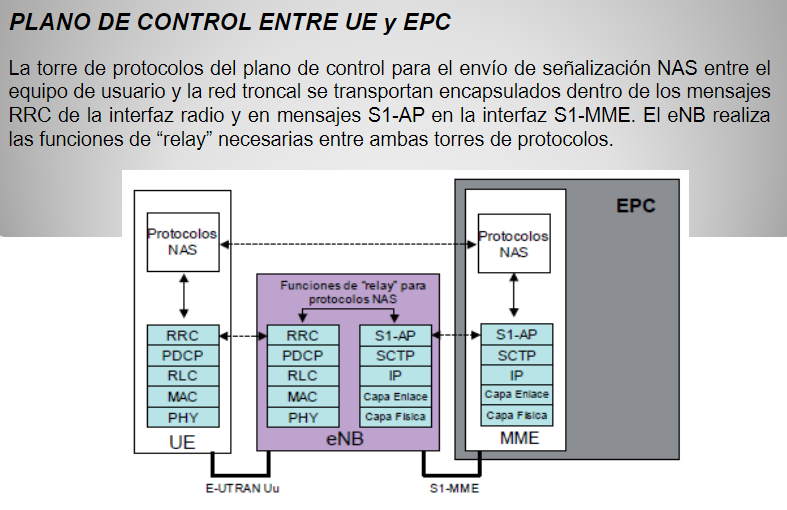 PLANO DE CONTROL ENTRE UE y EPC
La torre de protocolos del plano de control para el envío de señalización NAS entre el
equipo de usuario y la red troncal se transportan encapsulados dentro de los mensajes
RRC de la interfaz radio y en mensajes S1-AP en la interfaz S1-MME. El eNB realiza
las funciones de “relay” necesarias entre ambas torres de protocolos.
EPC
Protocolos
NAS
Protocolos
NAS
Funciones de “relay” para
protocolos NAS
RRC
PDCP
RLC
MAC
PHY
UE
RRC
PDCP
RLC
MAC
PHY
S1-AP
SCTP
IP
Capa Enlace
Capa Física
eNB
S1-AP
SCTP
IP
Capa Enlace
Capa Física
MME
E-UTRAN Uu
S1-MME